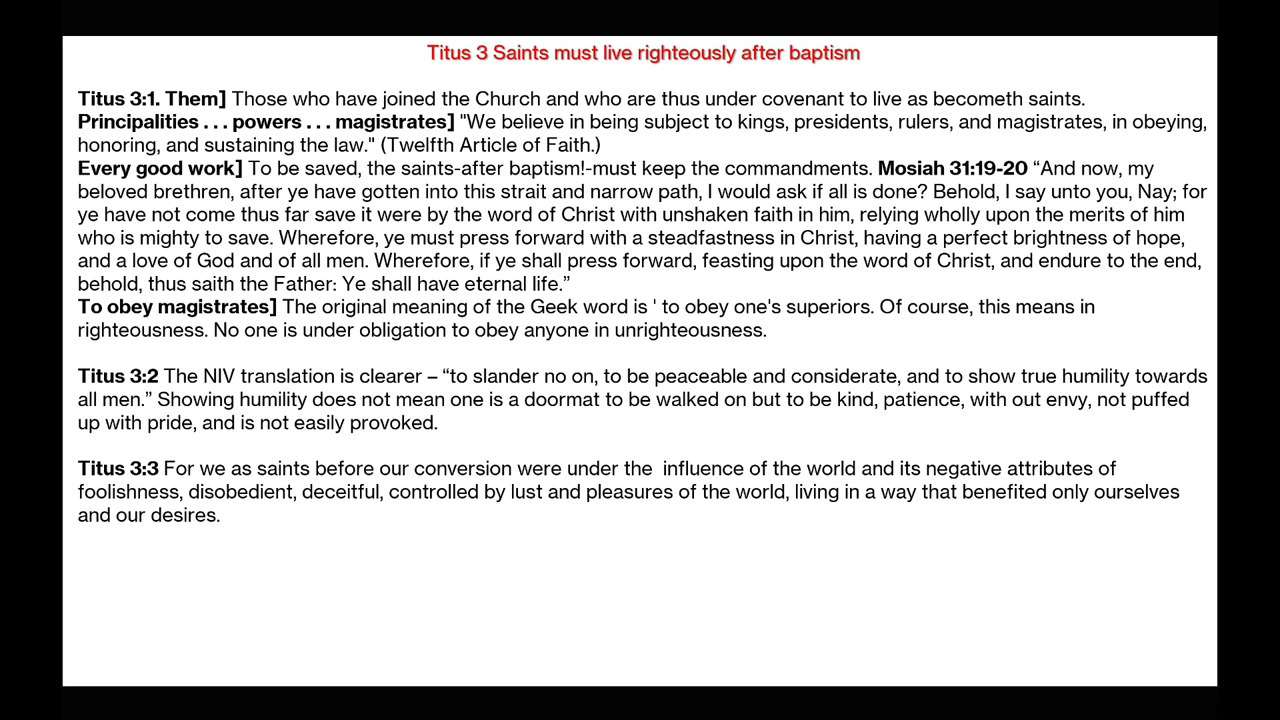 Titus 3 Saints must live righteously after baptism
Titus 3:1. Them] Those who have joined the Church and who are thus under covenant to live as becometh saints.
Principalities . . . powers . . . magistrates] "We believe in being subject to kings, presidents, rulers, and magistrates, in obeying,
honoring, and sustaining the law." (Twelfth Article of Faith.)
Every good work] To be saved, the saints-after baptism!-must keep the commandments. Mosiah 31:19-20 “And now, my
beloved brethren, after ye have gotten into this strait and narrow path, I would ask if all is done? Behold, I say unto you, Nay; for
ye have not come thus far save it were by the word of Christ with unshaken faith in him, relying wholly upon the merits of him
who is mighty to save. Wherefore, ye must press forward with a steadfastness in Christ, having a perfect brightness of hope,
and a love of God and of all men. Wherefore, if ye shall press forward, feasting upon the word of Christ, and endure to the end,
behold, thus saith the Father: Ye shall have eternal life.”
To obey magistrates] The original meaning of the Geek word is ' to obey one's superiors. Of course, this means in
righteousness. No one is under obligation to obey anyone in unrighteousness.
Titus 3:2 The NIV translation is clearer – “to slander no on, to be peaceable and considerate, and to show true humility towards
all men.” Showing humility does not mean one is a doormat to be walked on but to be kind, patience, with out envy, not puffed
up with pride, and is not easily provoked.
Titus 3:3 For we as saints before our conversion were under the  influence of the world and its negative attributes of
foolishness, disobedient, deceitful, controlled by lust and pleasures of the world, living in a way that benefited only ourselves
and our desires.